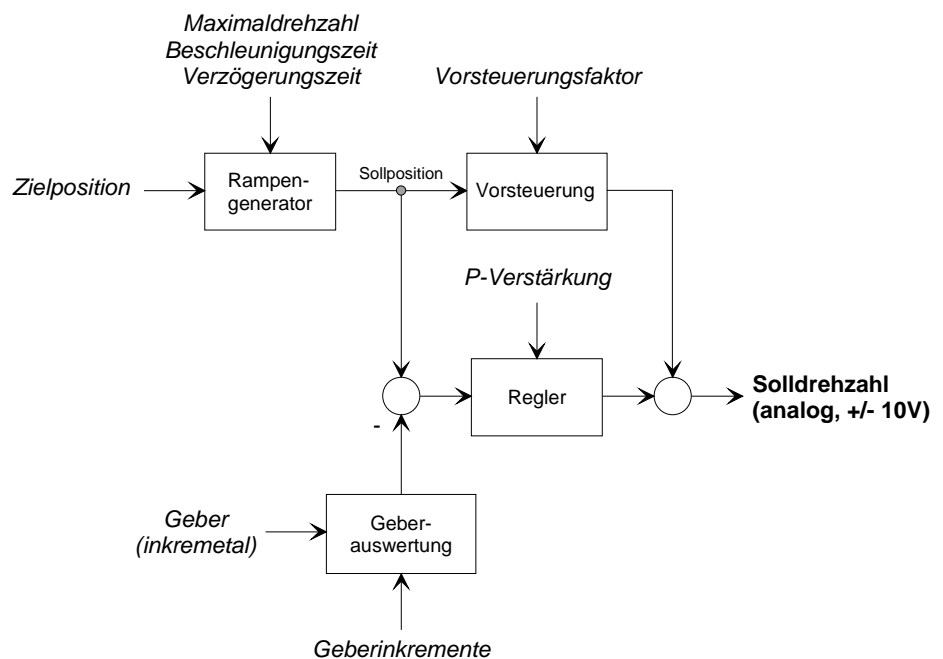 Maximaldrehzahl
Beschleunigungszeit
Verzögerungszeit
Vorsteuerungsfaktor
Zielposition
Rampen-
generator
Sollposition
Vorsteuerung
P-Verstärkung
Regler
Solldrehzahl
(analog, +/- 10V)
-
Geber
(inkremetal)
Geber-
auswertung
Geberinkremente